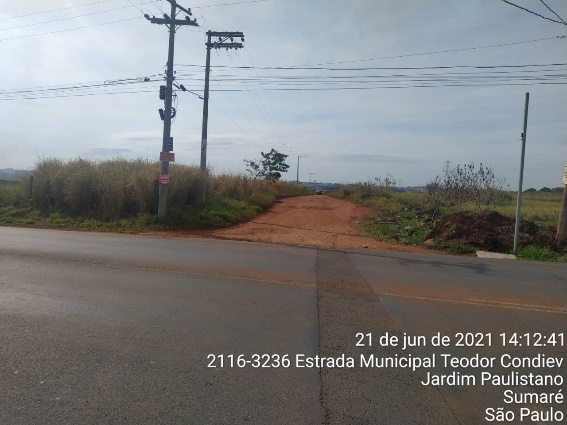 21 de jun de 2021 14:12:41
2116-3236 Estrada Municipal Teodor Condiev
Jardim Paulistano
Sumaré
São Paulo